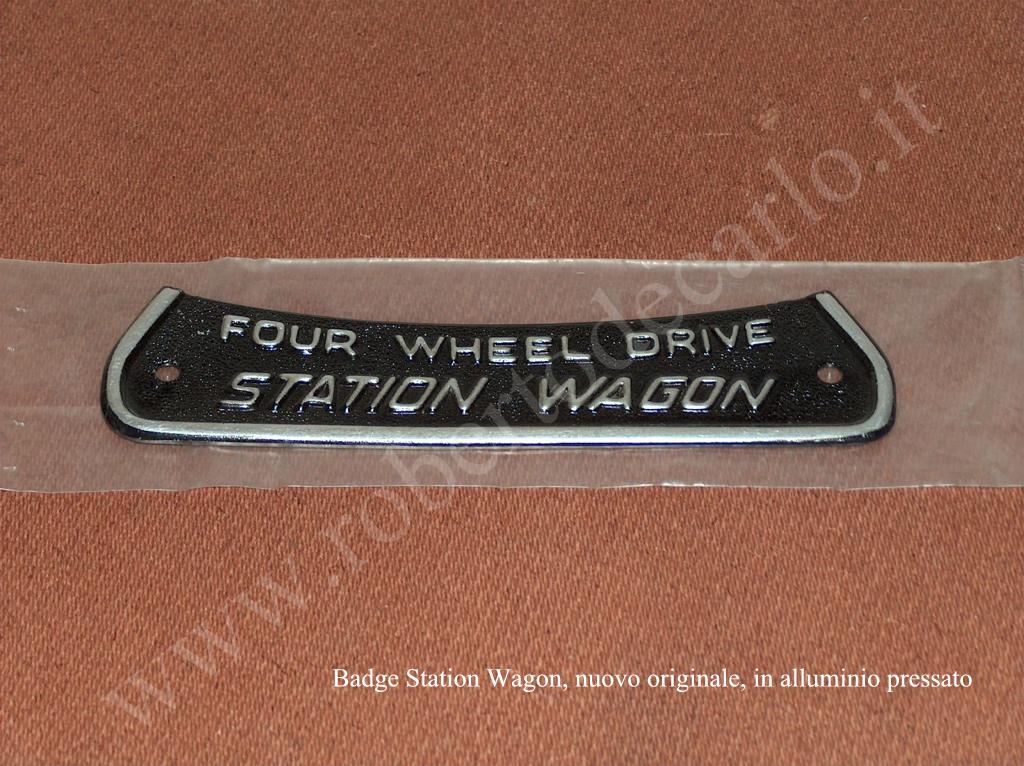 FOUR WHEEL DRIVE
STATION WAGON
www.robertodecarlo.it
Badge Station Wagon, nuovo originale, in alluminio pressato